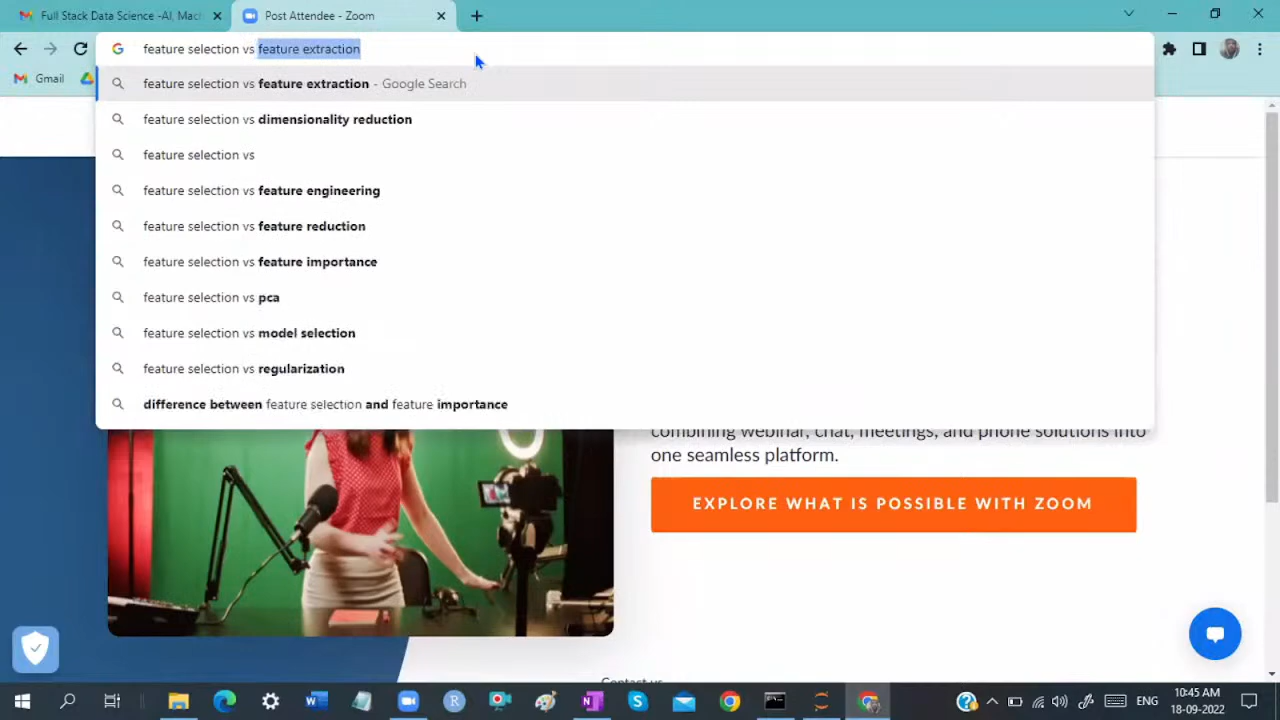 Full Stack Data Science -AI, Mach
Post Attendee - Zoom
feature selection vs feature extraction
Gmail
feature selection vs feature extraction - Google Search
feature selection vs dimensionality reduction
feature selection vs
feature selection vs feature engineering
feature selection vs feature reduction
feature selection vs feature importance
feature selection vs pca
feature selection vs model selection
feature selection vs regularization
difference between feature selection and feature importance
combining webinar, chat, meetings, and phone solutions into
one seamless platform.
EXPLORE WHAT IS POSSIBLE WITH ZOOM
Contact us
ENG
10:45 AM
18-09-2022